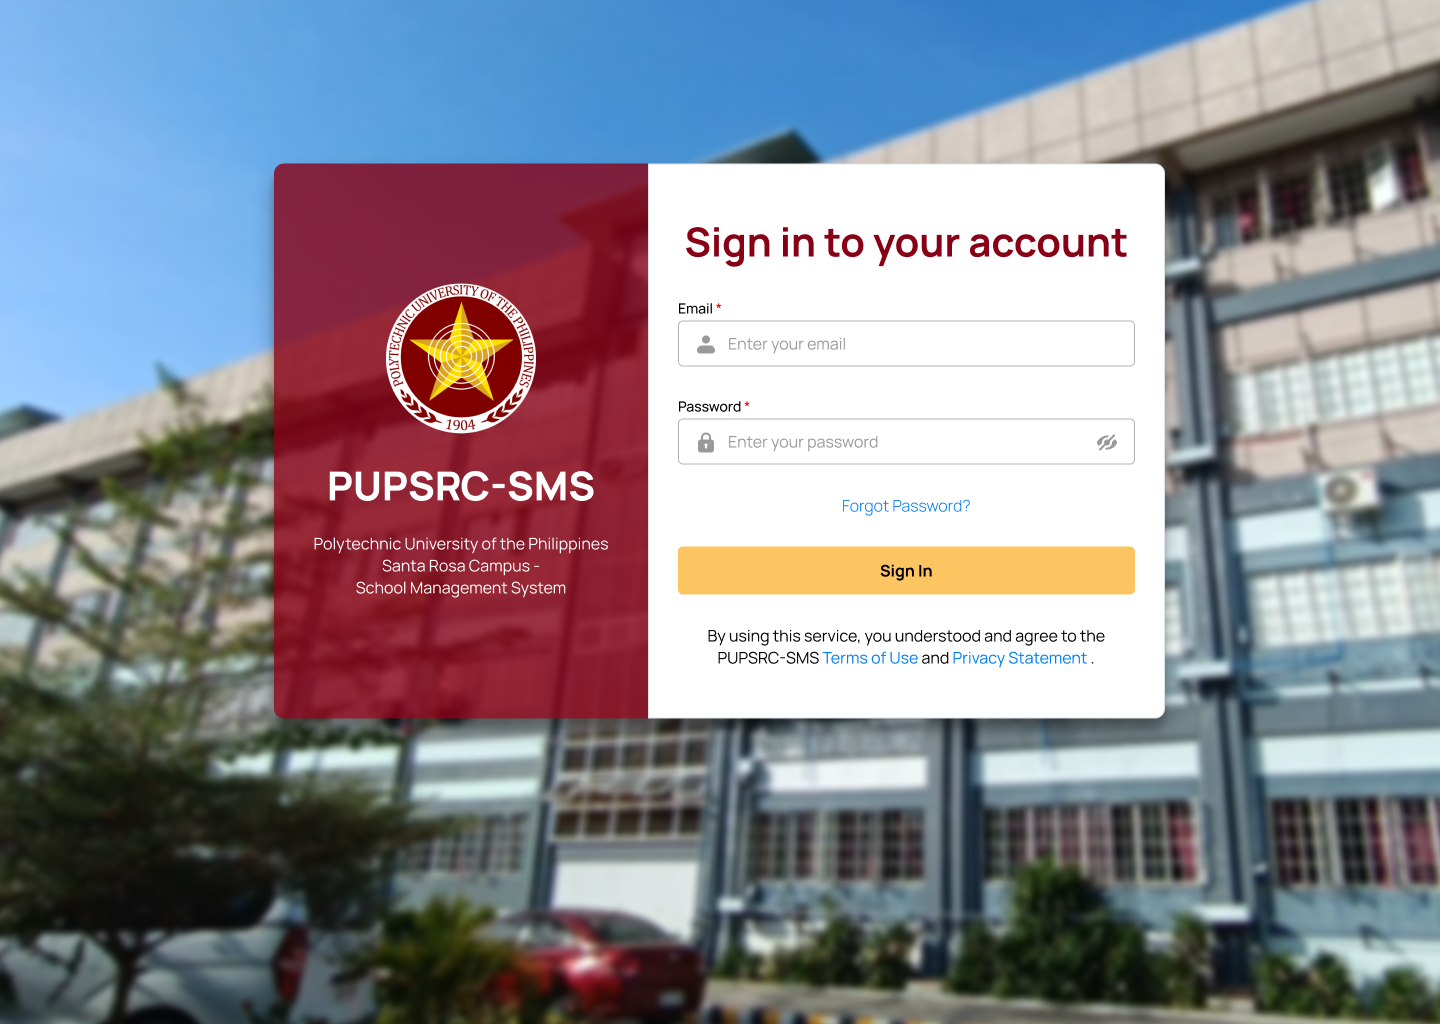 POLYTECHNIC UNIVERSITY OF THE PHILIPPINES
1904
PUPSRC-SMS
Polytechnic University of the Philippines
Santa Rosa Campus -
School Management System
Sign in to your account
Email *
Enter your email
Password *
Enter your password
Forgot Password?
Sign In
By using this service, you understood and agree to the
PUPSRC-SMS Terms of Use and Privacy Statement .